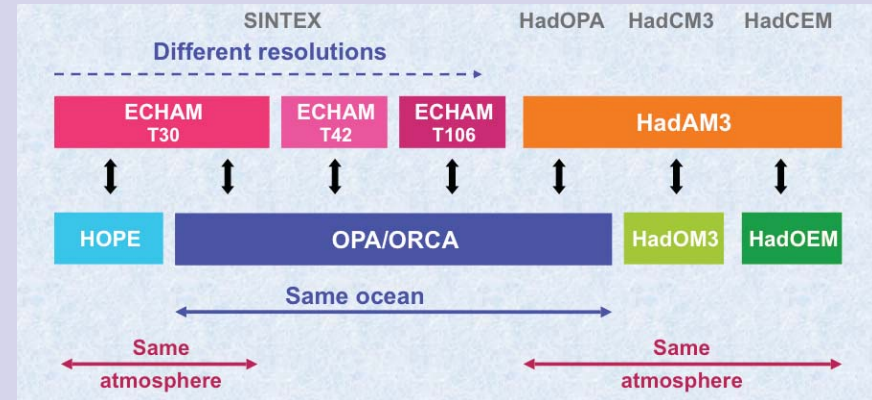 SINTEX HadOPA HadCM3 HadCEM
Different resolutions
ECHAM ECHAM ECHAM HadAM3
T30 T42 T106
HOPE OPA/ORCA HadOM3 HadOEM
Same ocean
Same Same
atmosphere atmosphere